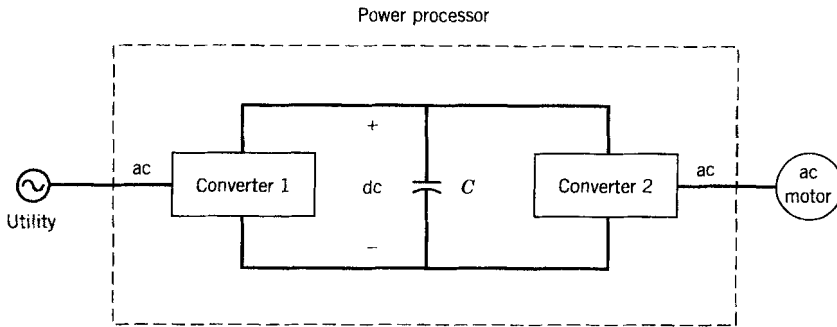 Power processor
ac
Converter 1
+
dc
−
C
Converter 2
ac
ac
motor
Utility